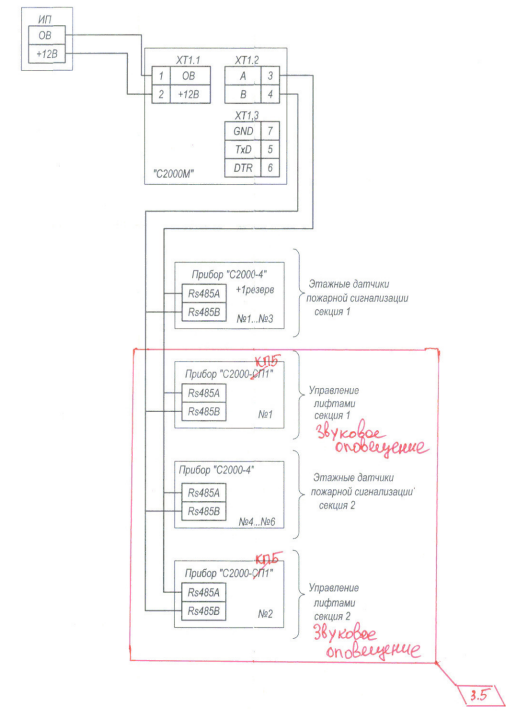 ИП
ОВ
+12В
ХТ1.1 ХТ1.2
1 ОВ А 3
2 +12В В 4
ХТ1,3
GND 7
TxD 5
DTR 6
"С2000М"
Прибор "С2000-4"
Rs485A +1резерв
Rs485B
№1...№3
Этажные датчики
пожарной сигнализации
секция 1
КПБ
Прибор "С2000-СП1"
Rs485A
Rs485B
№1
Управление
лифтами
секция 1
Звуковое
оповещение
Прибор "С2000-4"
Rs485A
Rs485B
№4...№6
Этажные датчики
пожарной сигнализации
секция 2
КПБ
Прибор "С2000-СП1"
Rs485A
Rs485B
№2
Управление
лифтами
секция 2
Звуковое
оповещение
3.5